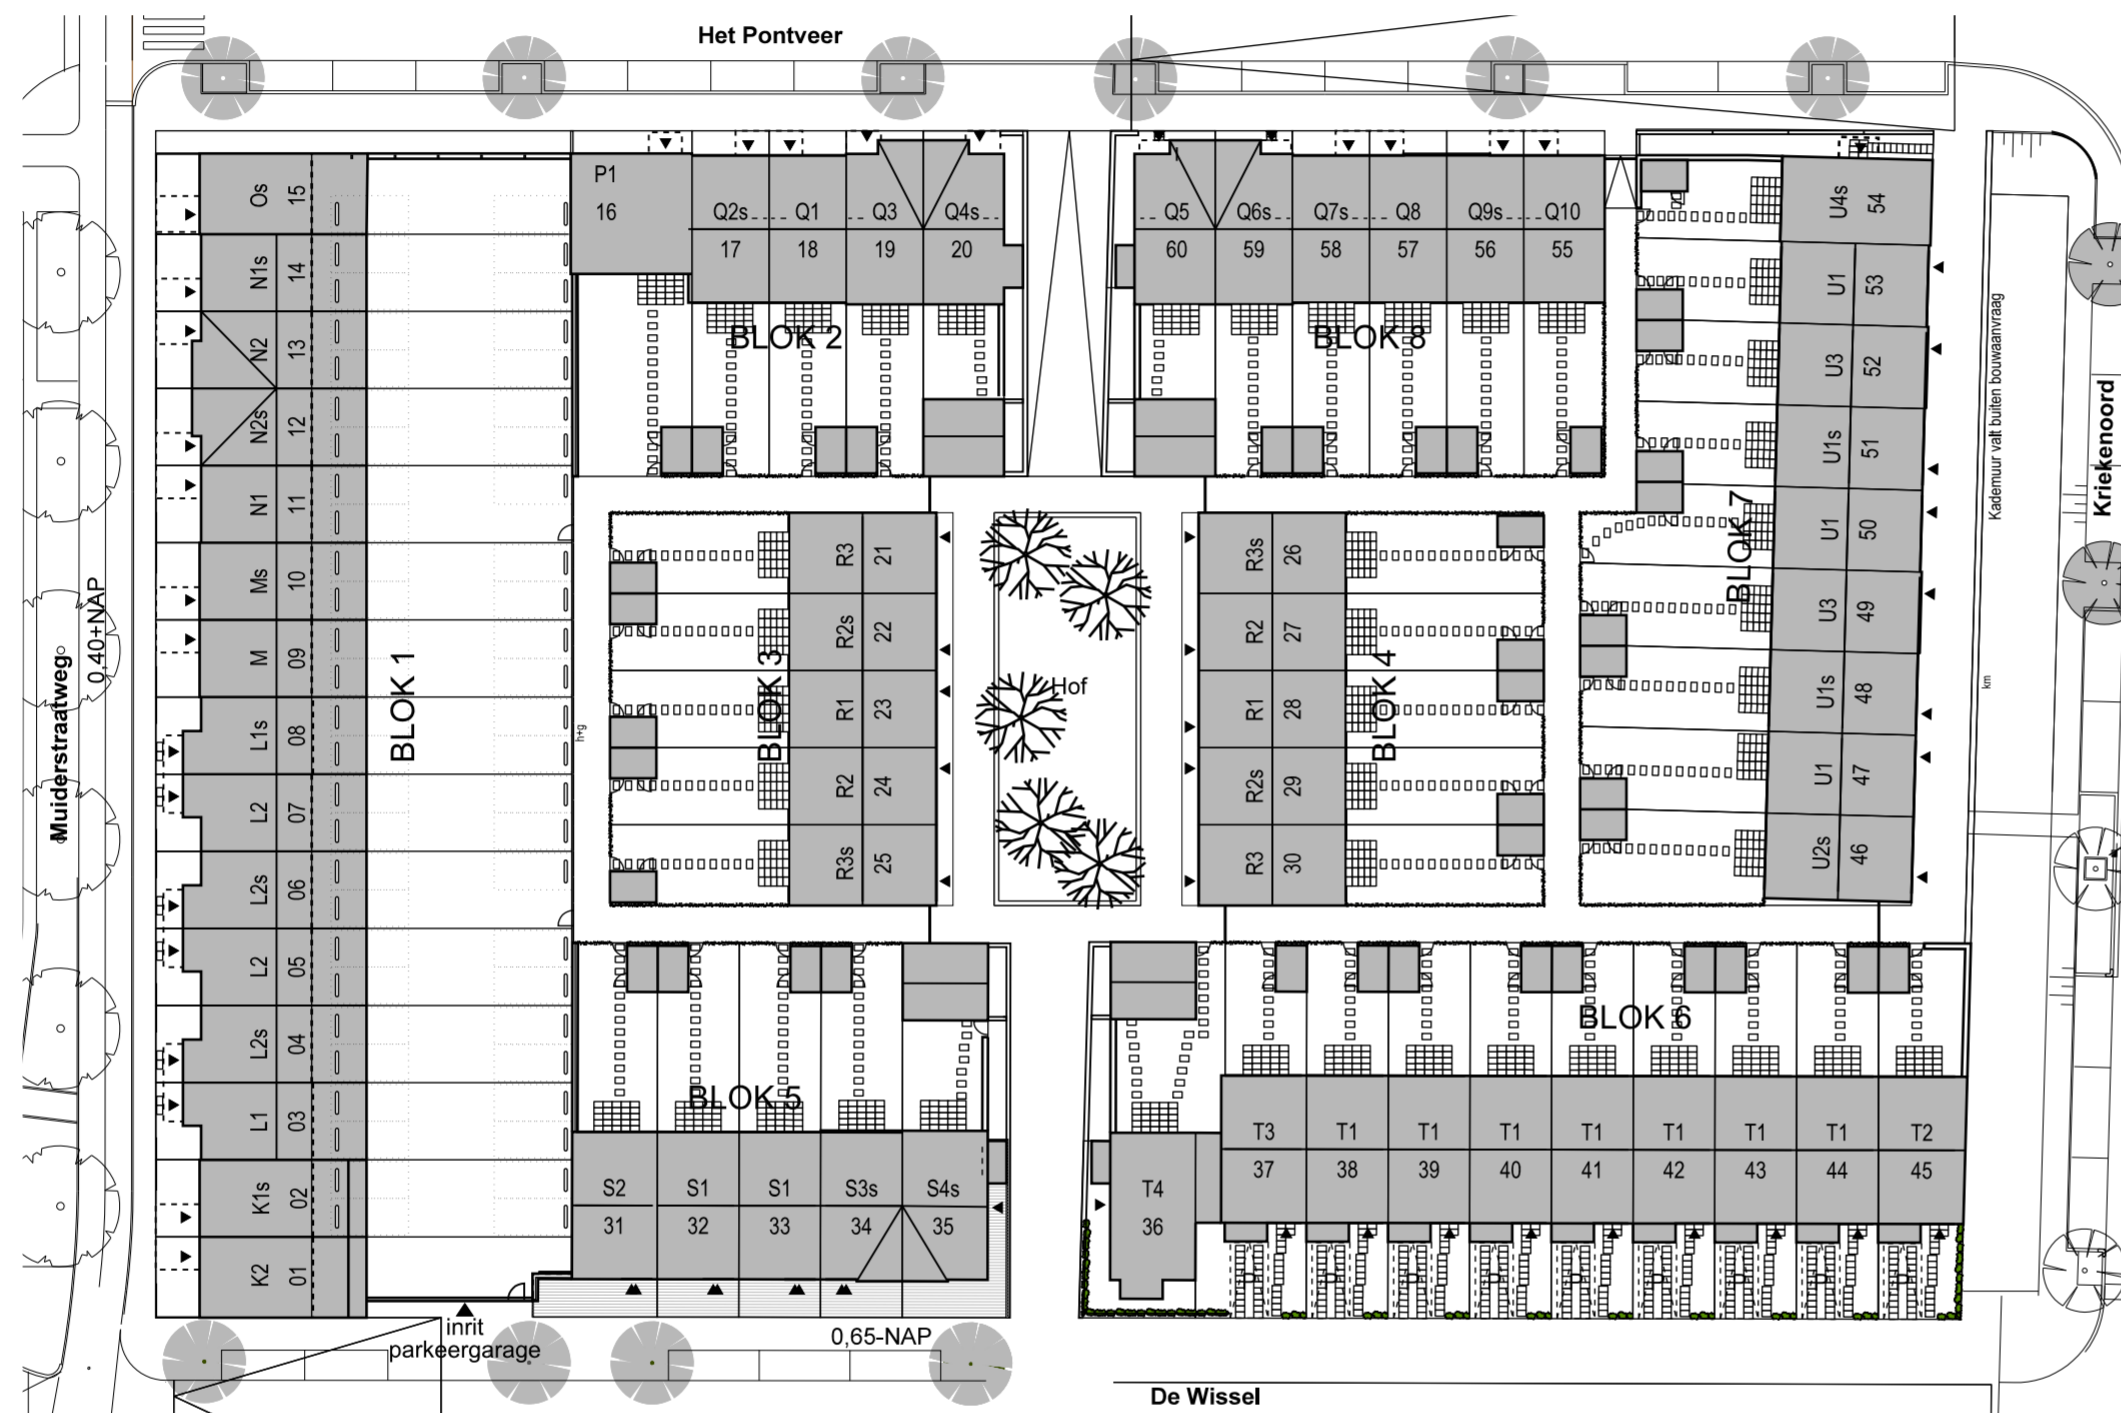 Het Pontveer
Muiderstraatweg
0,40+NAP
Os
15
N1s
14
N2
13
N2s
12
N1
11
Ms
10
M
09
L1s
08
L2
07
L2s
06
L2
05
L2s
04
L1
03
K1s
02
K2
01
BLOK 1
h+g
P1
16
Q2s
17
Q1
18
Q3
19
Q4s
20
BLOK 2
Q5
60
Q6s
59
Q7s
58
Q8
57
Q9s
56
Q10
55
BLOK 8
R3
21
R2s
22
R1
23
R2
24
R3s
25
BLOK 3
Hof
R3s
26
R2
27
R1
28
R2s
29
R3
30
BLOK 4
U4s
54
U1
53
U3
52
U1s
51
U1
50
U3
49
U1s
48
U1
47
U2s
46
BLOK 7
Kademuur valt buiten bouwaanvraag
km
Kriekenoord
BLOK 5
S2
31
S1
32
S1
33
S3s
34
S4s
35
BLOK 6
T4
36
T3
37
T1
38
T1
39
T1
40
T1
41
T1
42
T1
43
T1
44
T2
45
inrit
parkeergarage
0,65-NAP
De Wissel